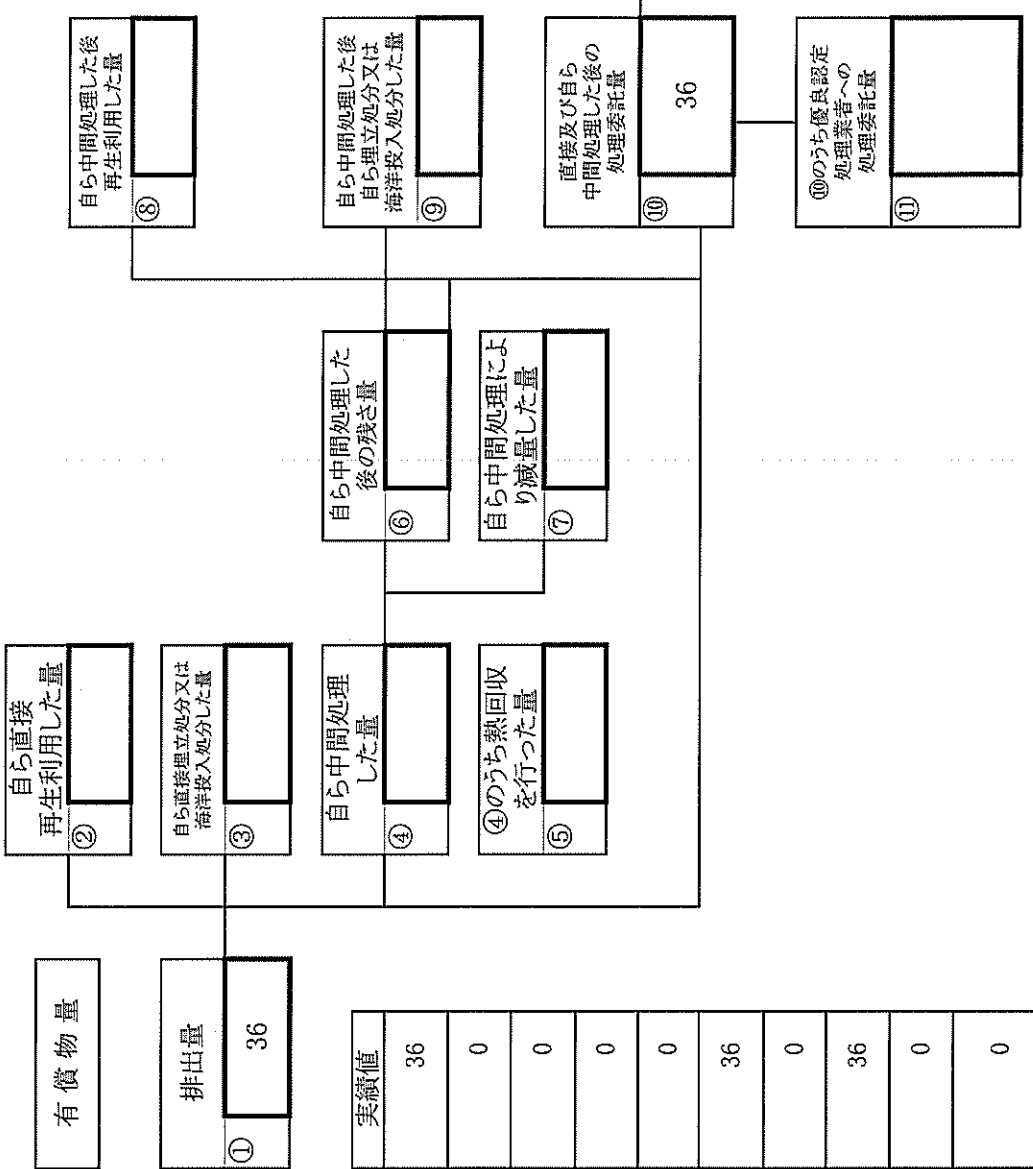 有償物量
排出量
①
36
自ら直接
再生利用した量
②
自ら直接埋立処分又は
海洋投入処分した量
③
自ら中間処理
した量
④
④のうち熱回収
を行った量
⑤
自ら中間処理した
後の残さ量
⑥
自ら中間処理によ
り減量した量
⑦
自ら中間処理した後
再生利用した量
⑧
自ら中間処理した後
自ら埋立処分又は
海洋投入処分した量
⑨
直接及び自ら
中間処理した後の
処理委託量
⑩
36
⑩のうち優良認定
処理業者への
処理委託量
⑪
実績値
36
0
0
0
0
36
0
36
0
0